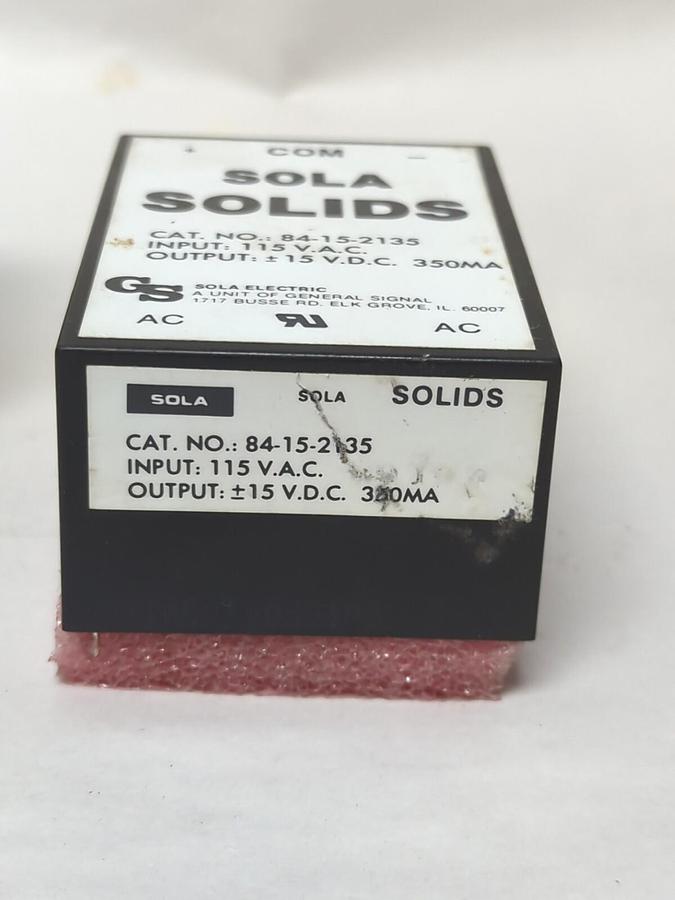 + COM −
SOLA
SOLIDS
CAT. NO.: 84-15-2135
INPUT: 115 V.A.C.
OUTPUT: ±15 V.D.C. 350MA
GS SOLA ELECTRIC
A UNIT OF GENERAL SIGNAL
1717 BUSSE RD. ELK GROVE, IL. 60007
AC RU AC
SOLA SOLA SOLIDS
CAT. NO.: 84-15-2135
INPUT: 115 V.A.C.
OUTPUT: ±15 V.D.C. 350MA